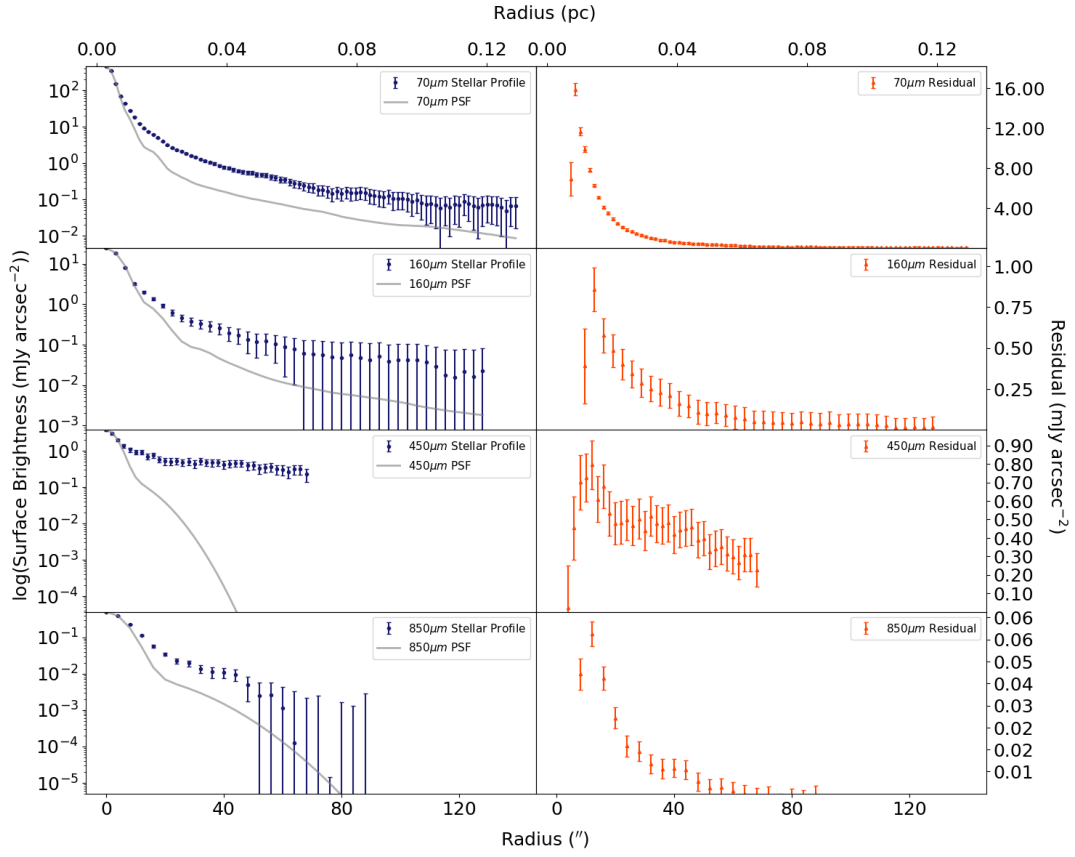 Radius (pc)
0.00 0.04 0.08 0.12 0.00 0.04 0.08 0.12
log(Surface Brightness (mJy arcsec⁻²))
10² 10¹ 10⁰ 10⁻¹ 10⁻²
70μm Stellar Profile
70μm PSF
70μm Residual
16.00 12.00 8.00 4.00
10¹ 10⁰ 10⁻¹ 10⁻² 10⁻³
160μm Stellar Profile
160μm PSF
160μm Residual
1.00 0.75 0.50 0.25
10⁰ 10⁻¹ 10⁻² 10⁻³ 10⁻⁴
450μm Stellar Profile
450μm PSF
450μm Residual
0.90 0.80 0.70 0.60 0.50 0.40 0.30 0.20 0.10
10⁻¹ 10⁻² 10⁻³ 10⁻⁴ 10⁻⁵
850μm Stellar Profile
850μm PSF
850μm Residual
0.06 0.06 0.05 0.04 0.03 0.02 0.02 0.01
Residual (mJy arcsec⁻²)
0 40 80 120 0 40 80 120
Radius (″)